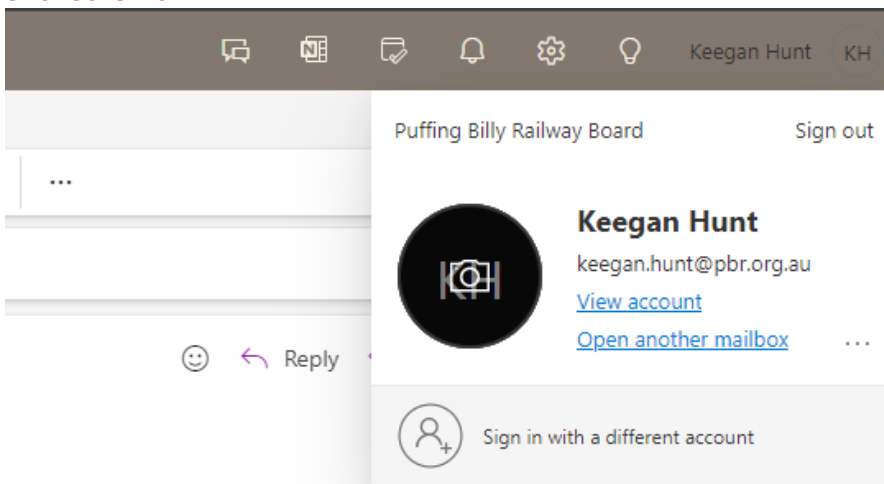 Keegan Hunt KH
Puffing Billy Railway Board Sign out
...
Keegan Hunt
KH
keegan.hunt@pbr.org.au
View account
Open another mailbox ...
Reply
Sign in with a different account